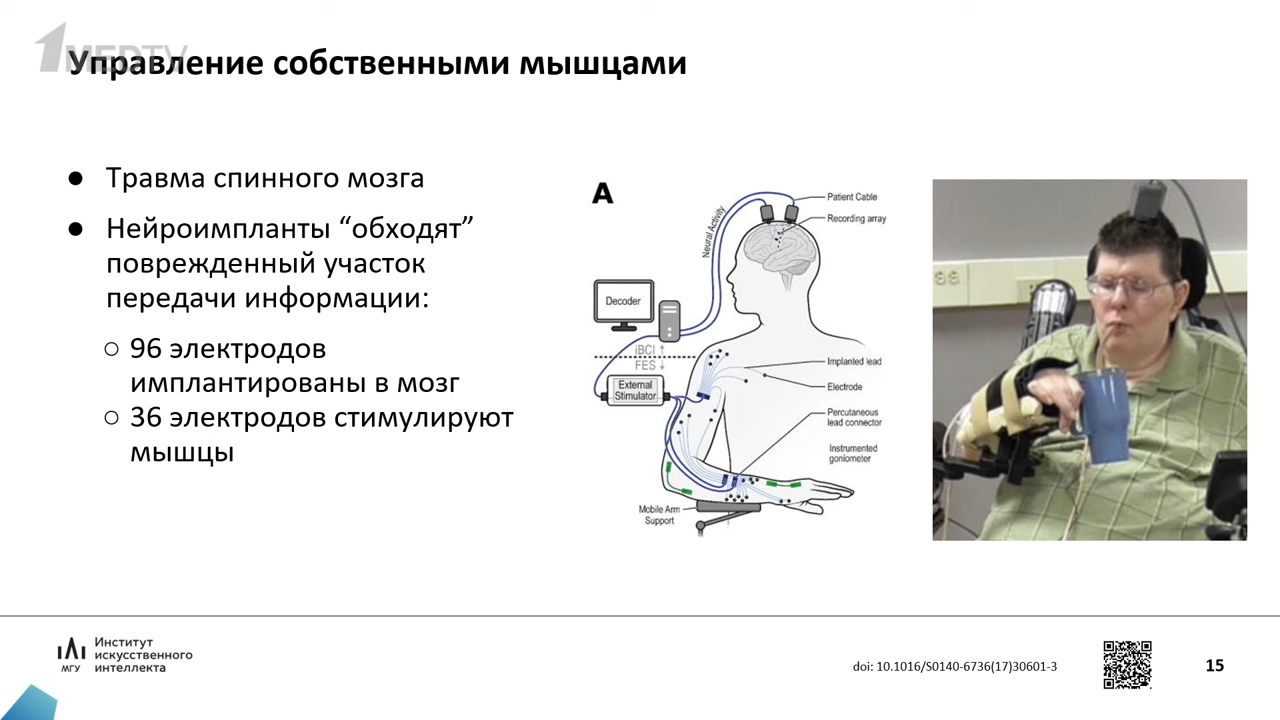 1MEDTV
Управление собственными мышцами
● Травма спинного мозга
● Нейроимпланты “обходят”
поврежденный участок
передачи информации:
○ 96 электродов
имплантированы в мозг
○ 36 электродов стимулируют
мышцы
A
Patient Cable
Recording array
Neural Activity
Decoder
iBCI ↑
FES ↓
External
Stimulator
Implanted lead
Electrode
Percutaneous
lead connector
Instrumented
goniometer
Mobile Arm
Support
МГУ
Институт
искусственного
интеллекта
doi: 10.1016/S0140-6736(17)30601-3
15